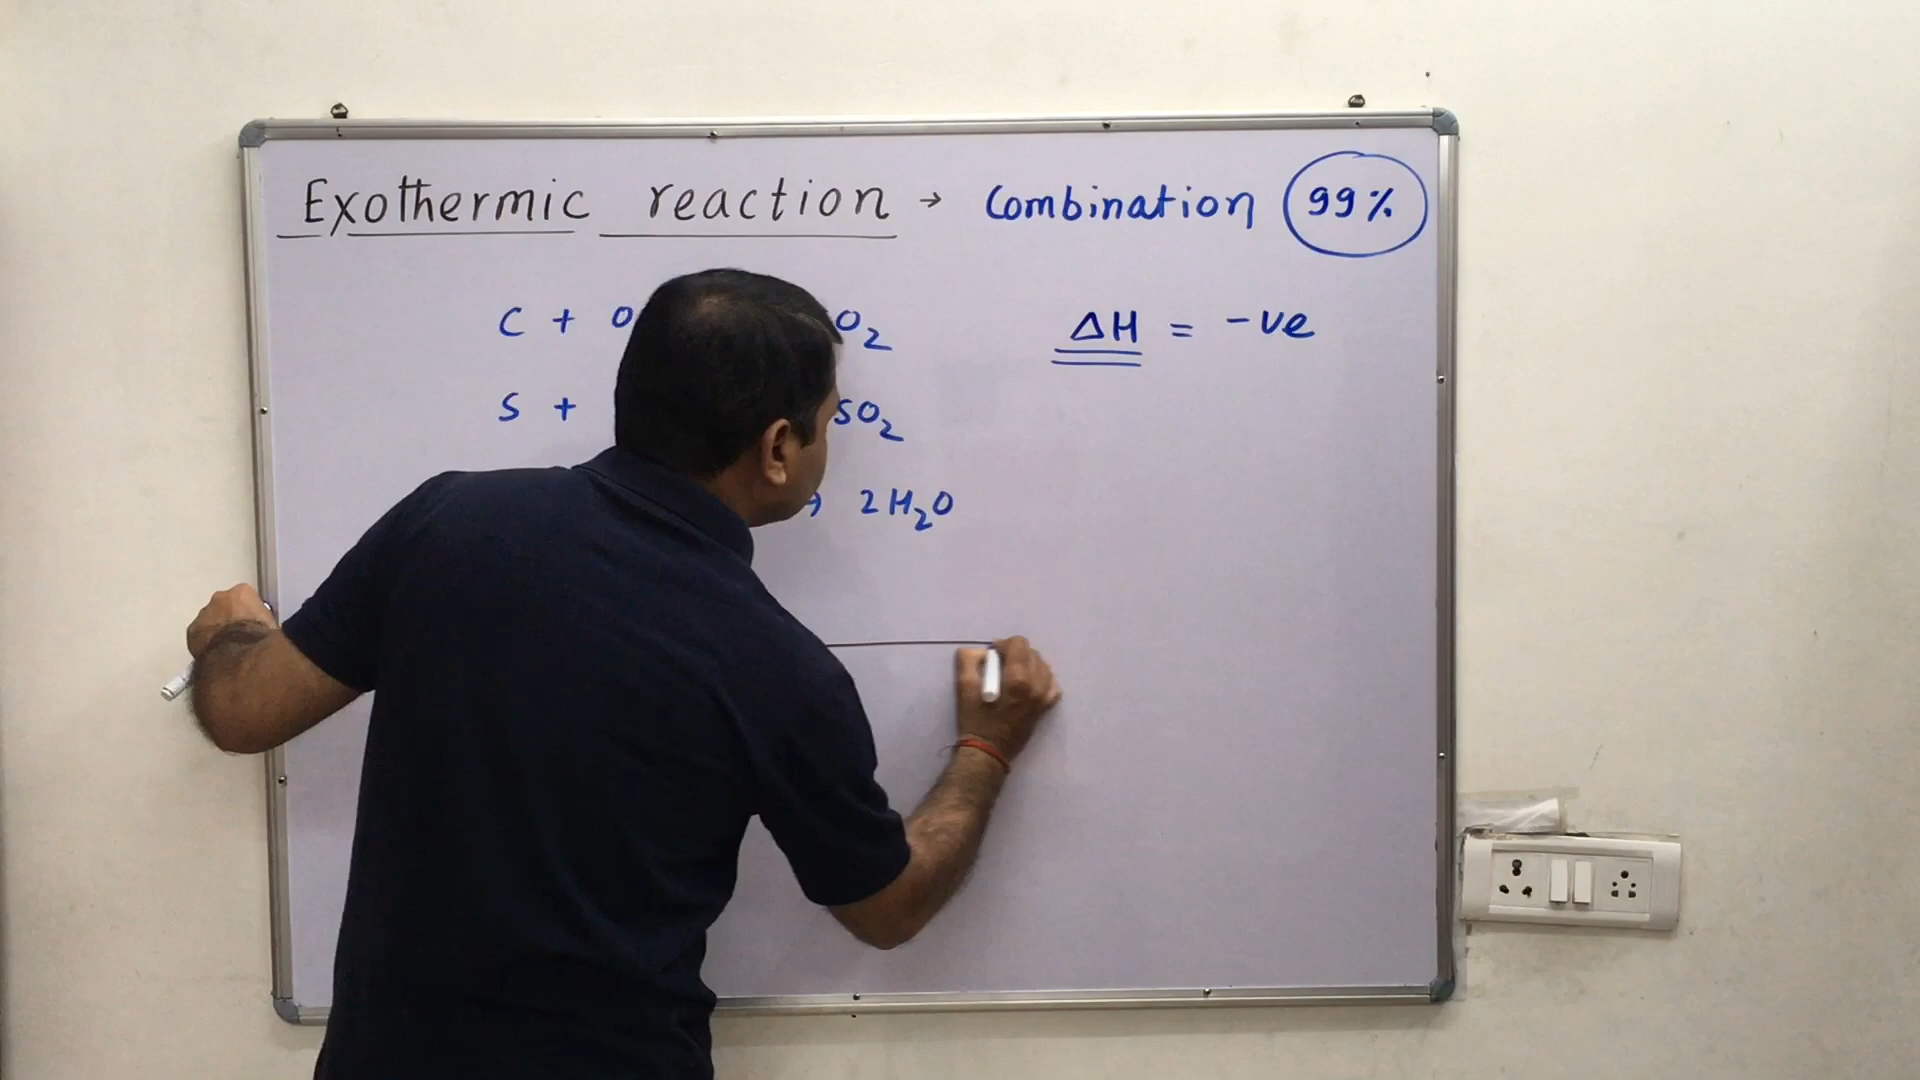 Exothermic reaction → Combination 99%
C + O O2 ΔH = -ve
S + SO2
→ 2H2O